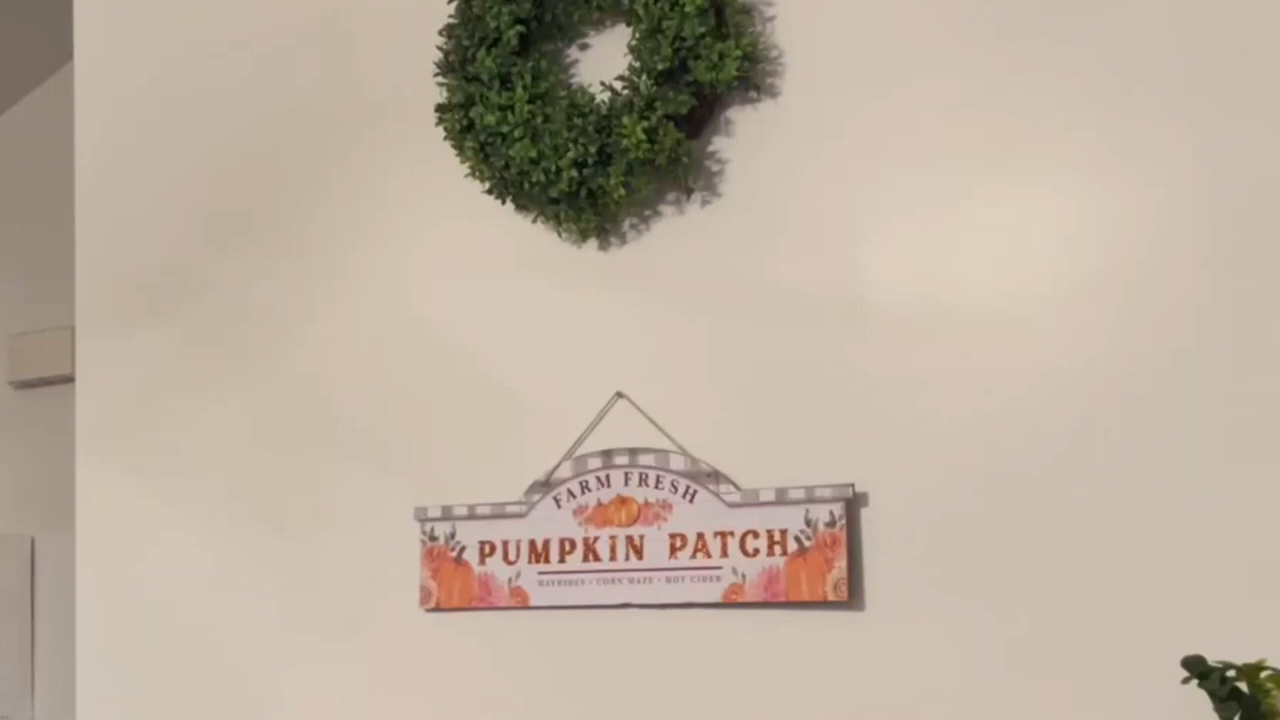 FARM FRESH
PUMPKIN PATCH
HAYRIDES • CORN MAZE • HOT CIDER